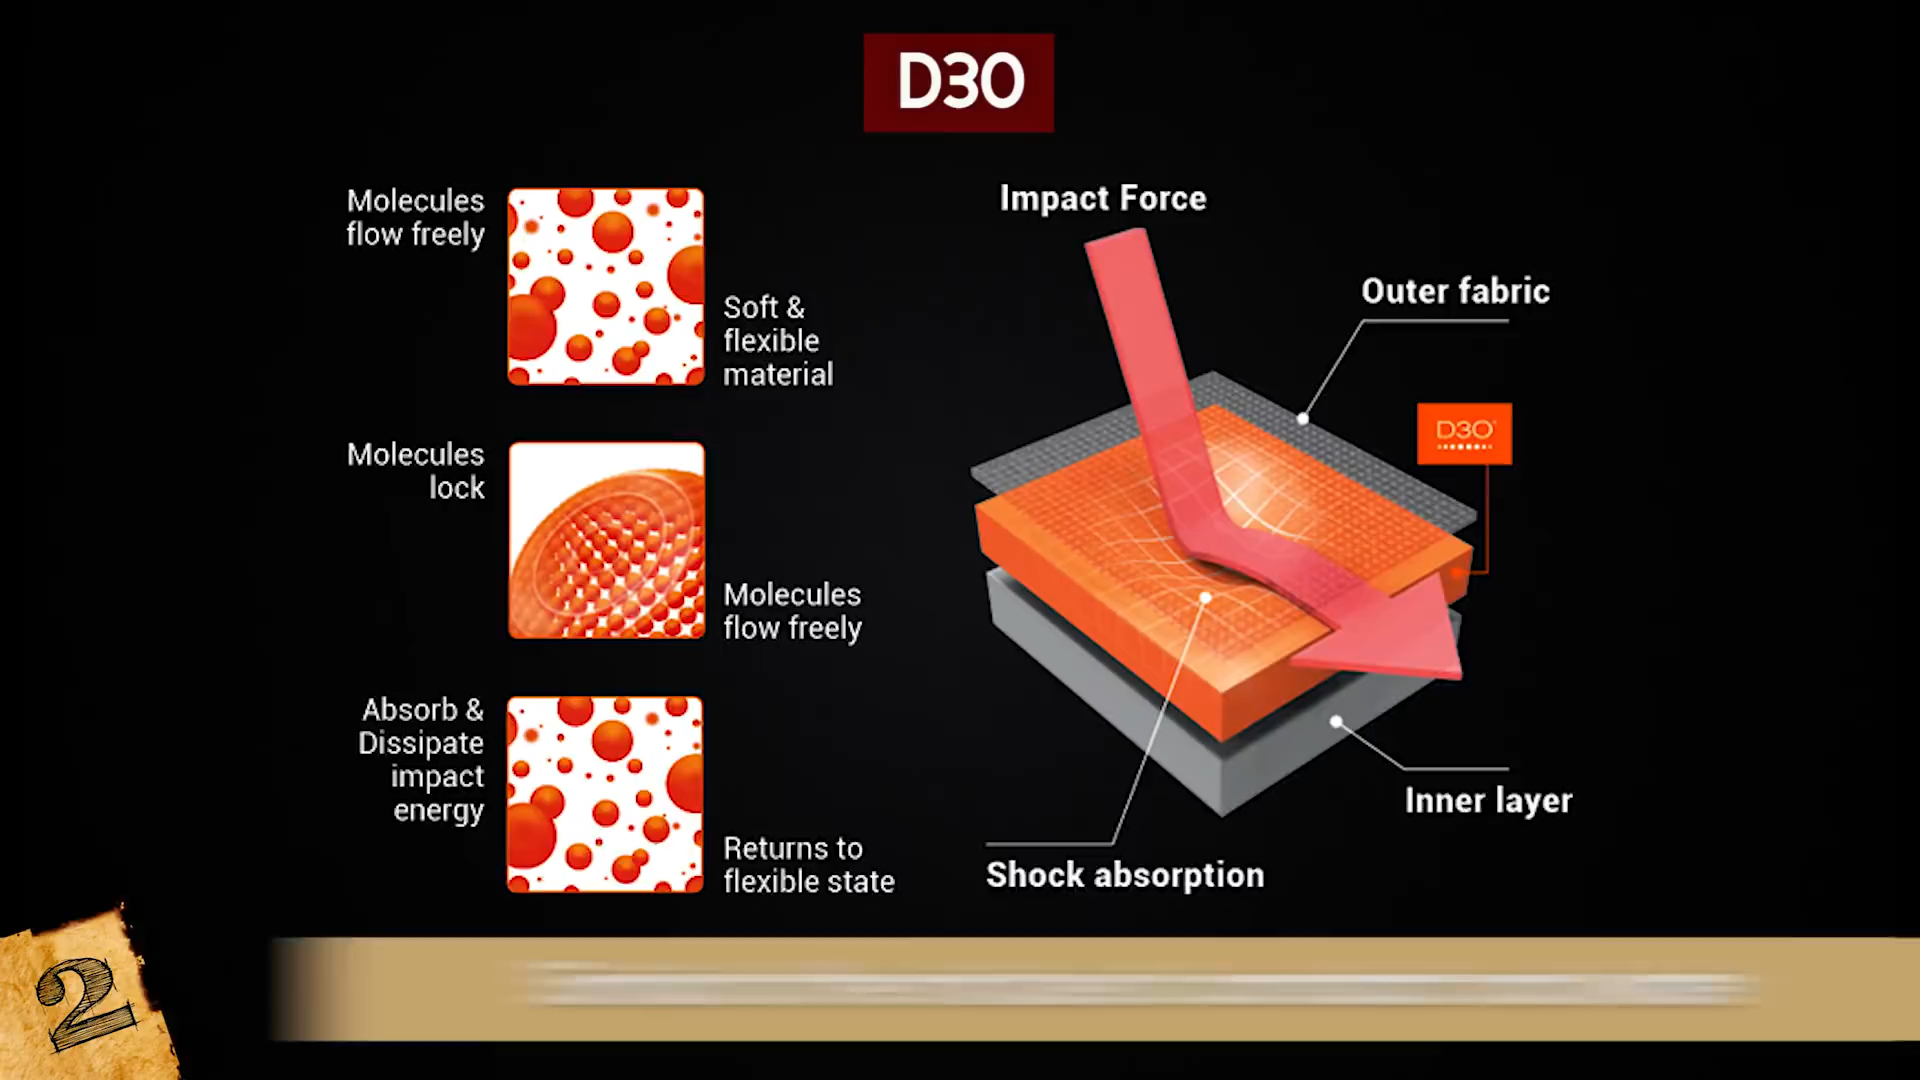 D3O
Molecules
flow freely
Soft &
flexible
material
Molecules
lock
Molecules
flow freely
Absorb &
Dissipate
impact
energy
Returns to
flexible state
Impact Force
Outer fabric
D3O
Inner layer
Shock absorption
2